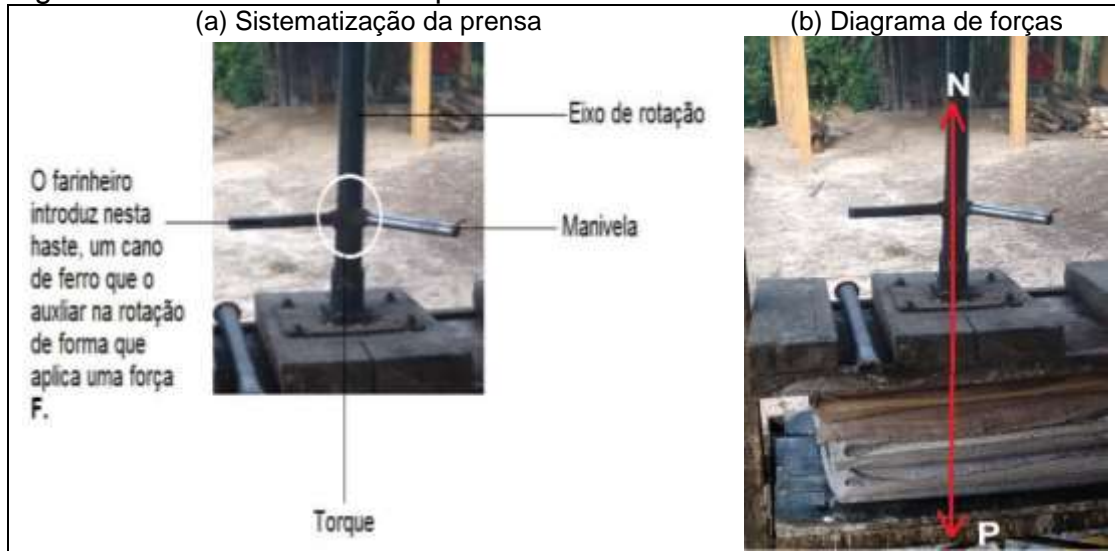 (a) Sistematização da prensa
(b) Diagrama de forças
Eixo de rotação
O farinheiro
introduz nesta
haste, um cano
de ferro que o
auxliar na rotação
de forma que
aplica uma força
F.
Manivela
Torque
N
P